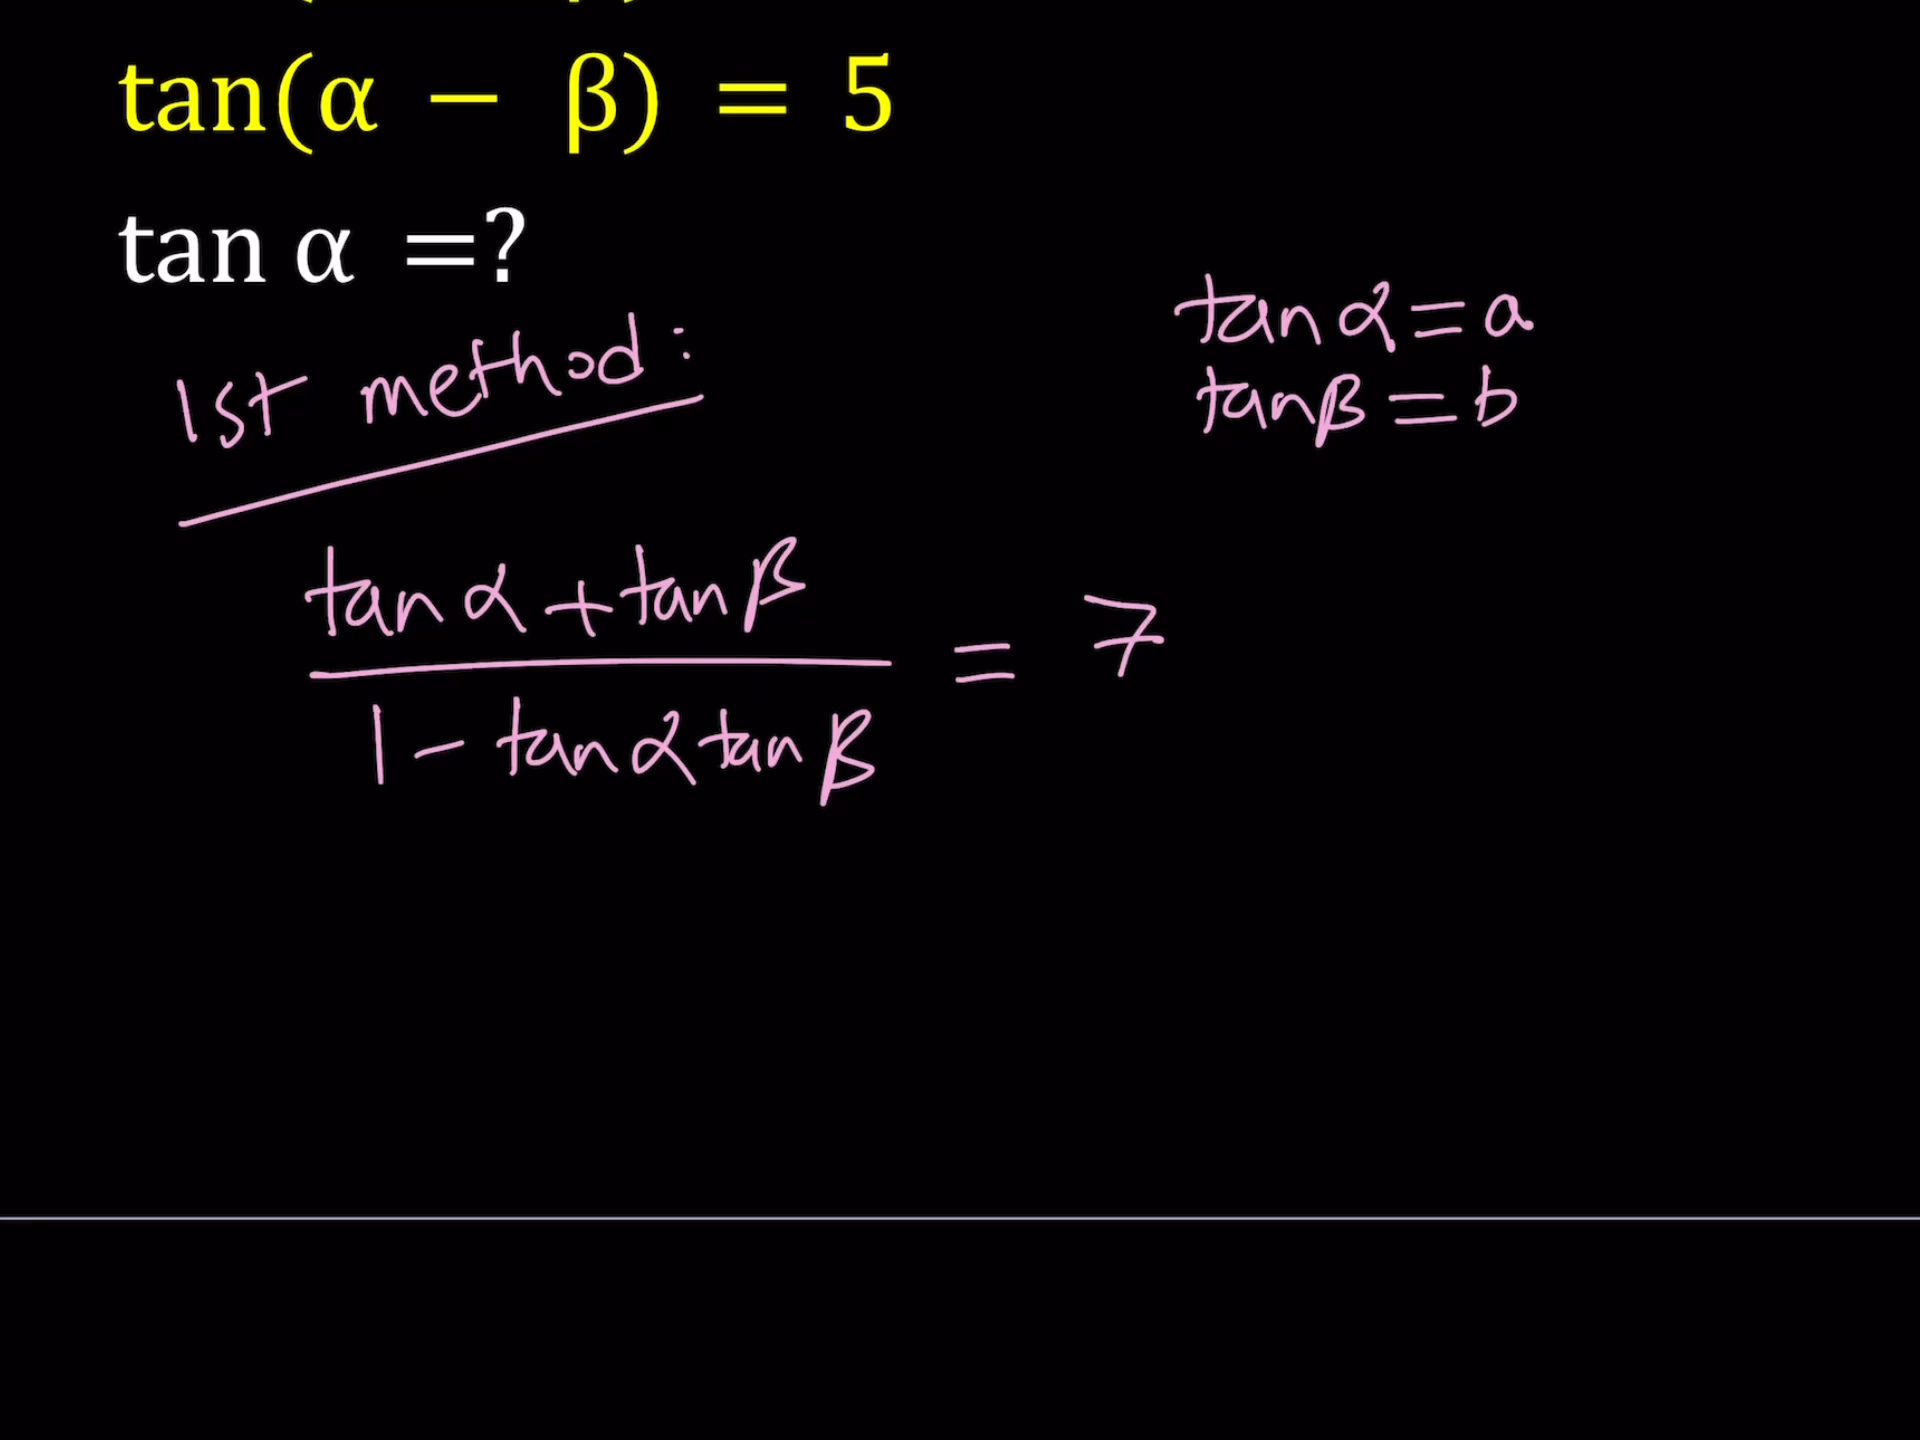 tan(α − β) = 5
tan α =?
tan α = a
tan β = b
1st method:
tan α + tan β
= 7
1 - tan α tan β